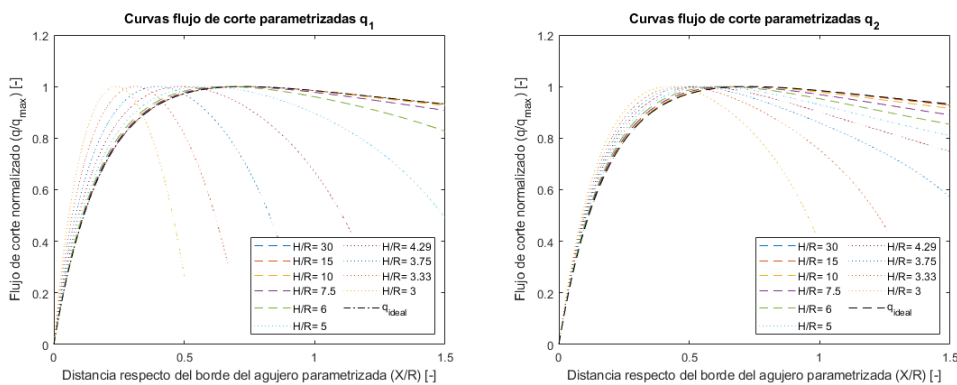 Curvas flujo de corte parametrizadas q1
Flujo de corte normalizado (q/qmax) [-]
1.2
1
0.8
0.6
0.4
0.2
0
0 0.5 1 1.5
Distancia respecto del borde del agujero parametrizada (X/R) [-]
H/R= 30
H/R= 15
H/R= 10
H/R= 7.5
H/R= 6
H/R= 5
H/R= 4.29
H/R= 3.75
H/R= 3.33
H/R= 3
qideal
Curvas flujo de corte parametrizadas q2
Flujo de corte normalizado (q/qmax) [-]
1.2
1
0.8
0.6
0.4
0.2
0
0 0.5 1 1.5
Distancia respecto del borde del agujero parametrizada (X/R) [-]
H/R= 30
H/R= 15
H/R= 10
H/R= 7.5
H/R= 6
H/R= 5
H/R= 4.29
H/R= 3.75
H/R= 3.33
H/R= 3
qideal